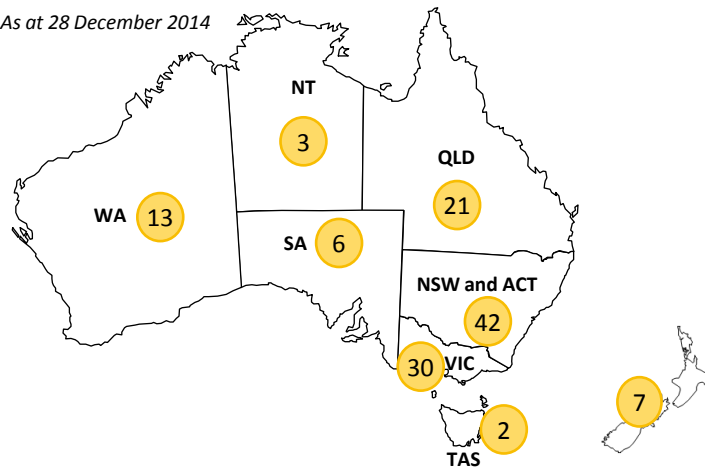 As at 28 December 2014
NT
3
QLD
21
WA 13
SA 6
NSW and ACT
42
30 VIC
7
2
TAS